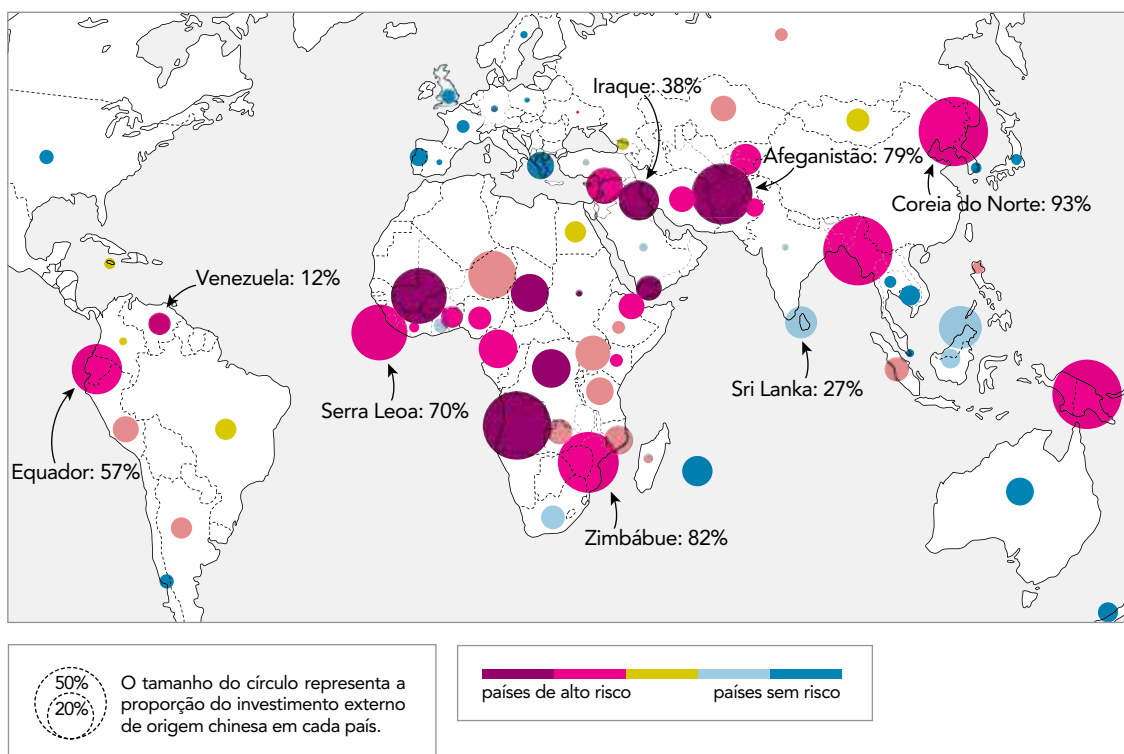 Iraque: 38%
Afeganistão: 79%
Coreia do Norte: 93%
Venezuela: 12%
Serra Leoa: 70%
Sri Lanka: 27%
Equador: 57%
Zimbábue: 82%
50%
20%
O tamanho do círculo representa a
proporção do investimento externo
de origem chinesa em cada país.
países de alto risco
países sem risco